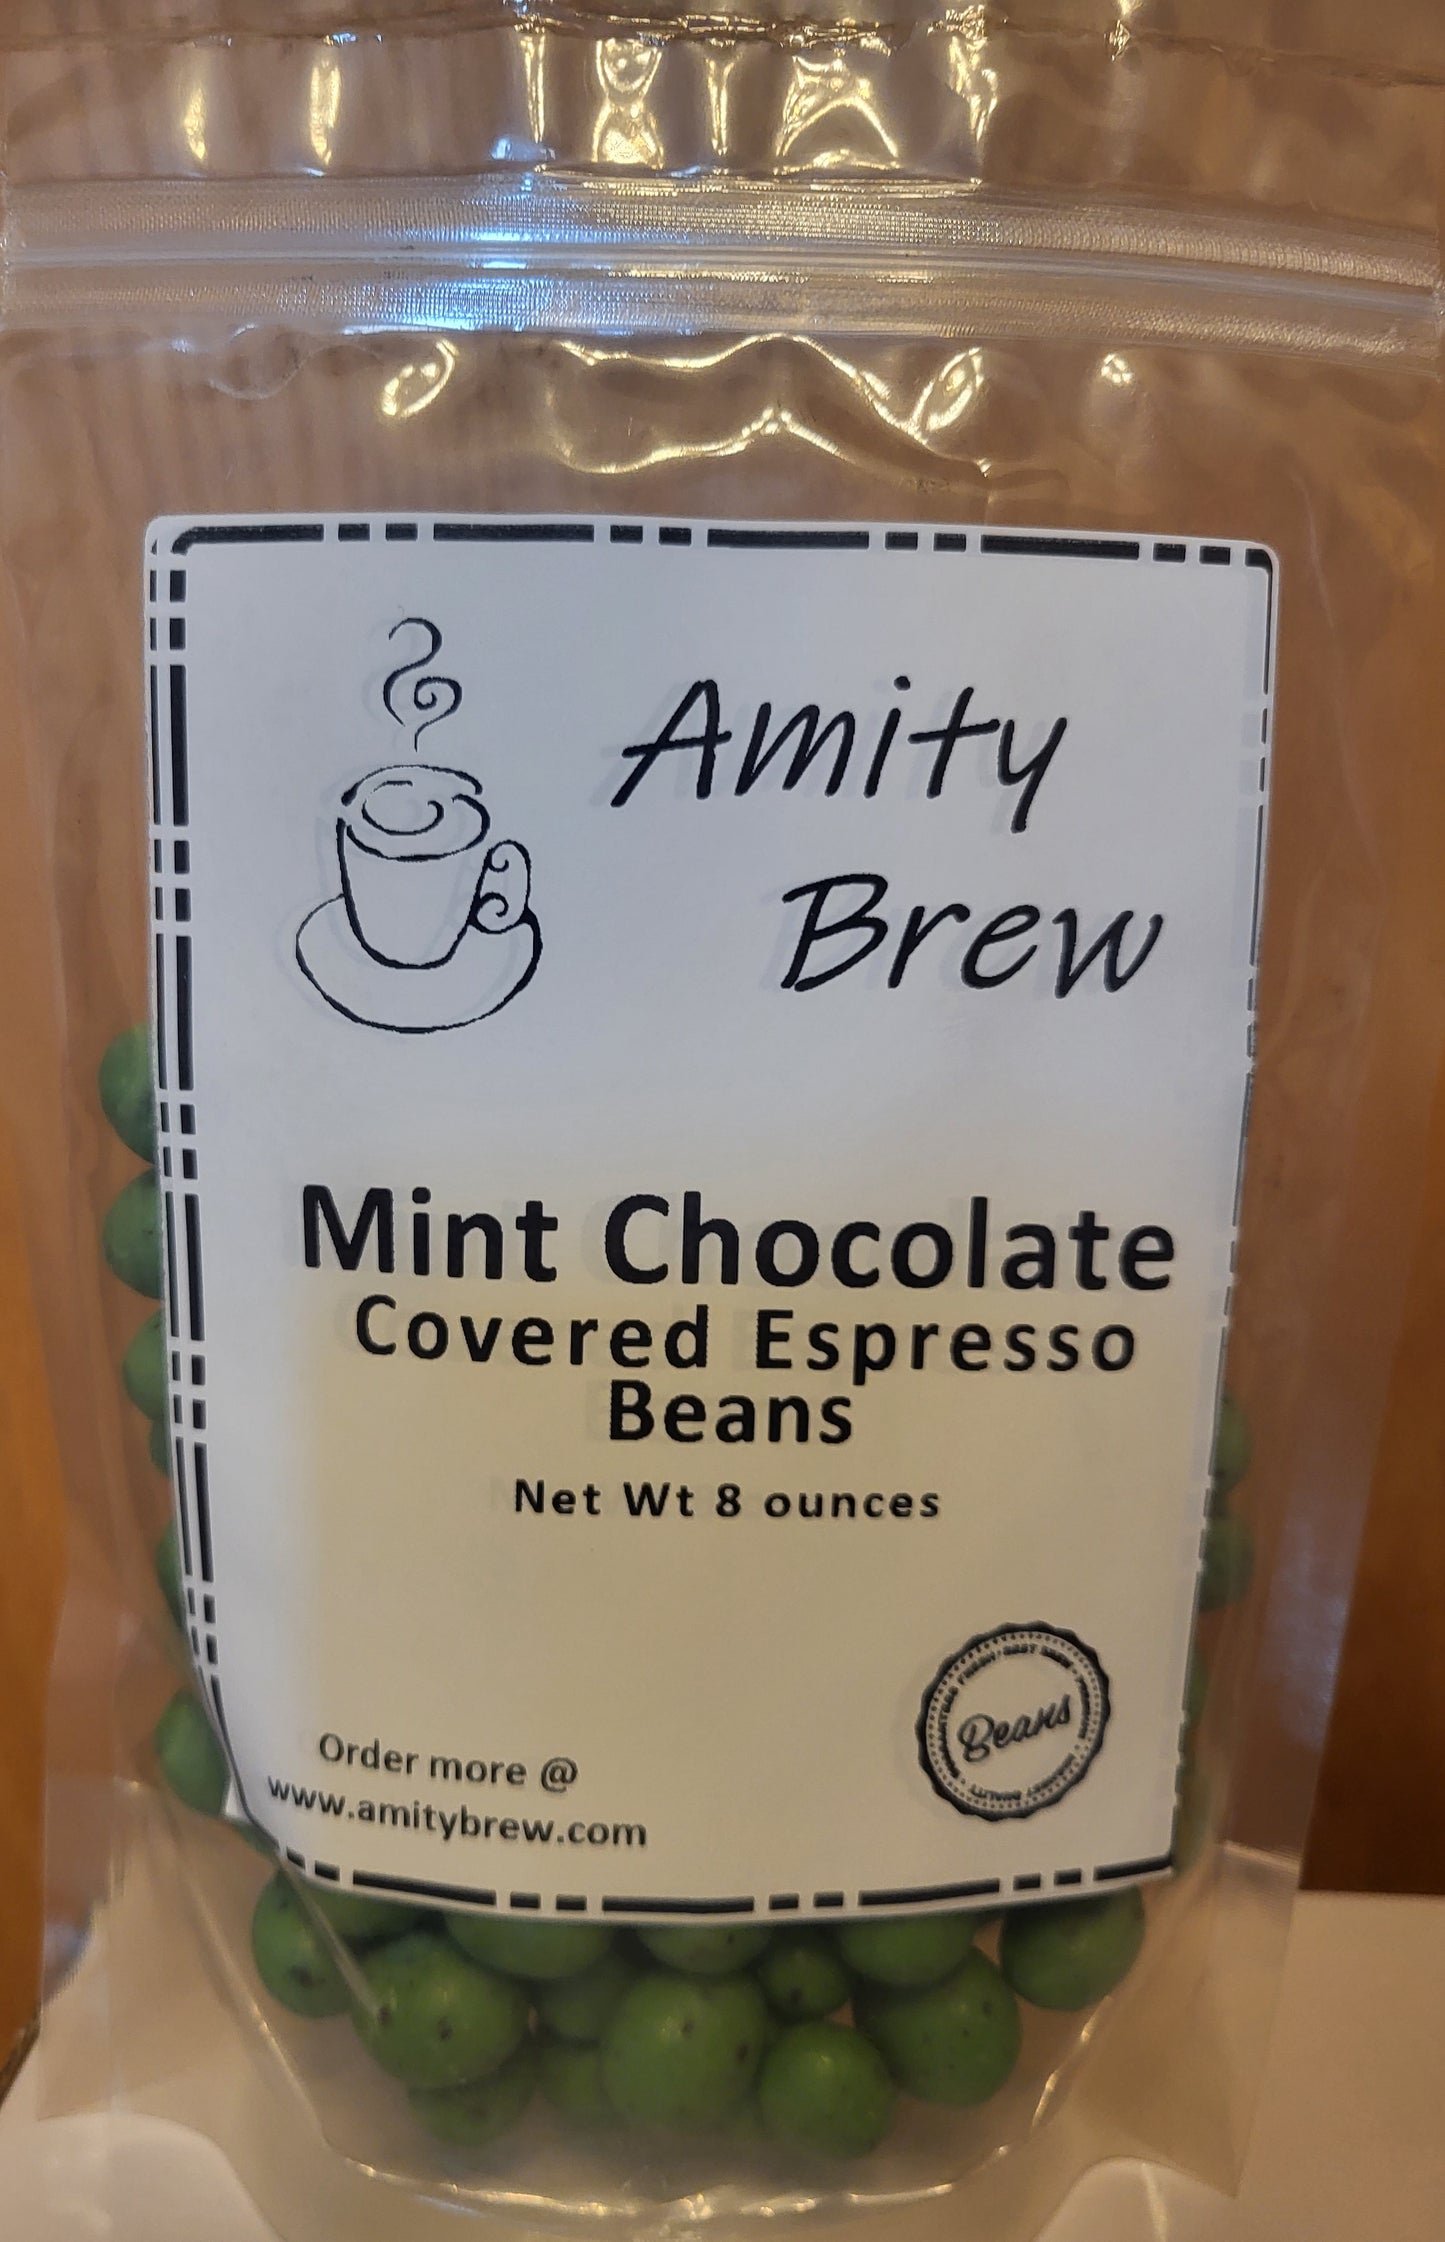 Amity
Brew
Mint Chocolate
Covered Espresso
Beans
Net Wt 8 ounces
Order more @
www.amitybrew.com
Beans